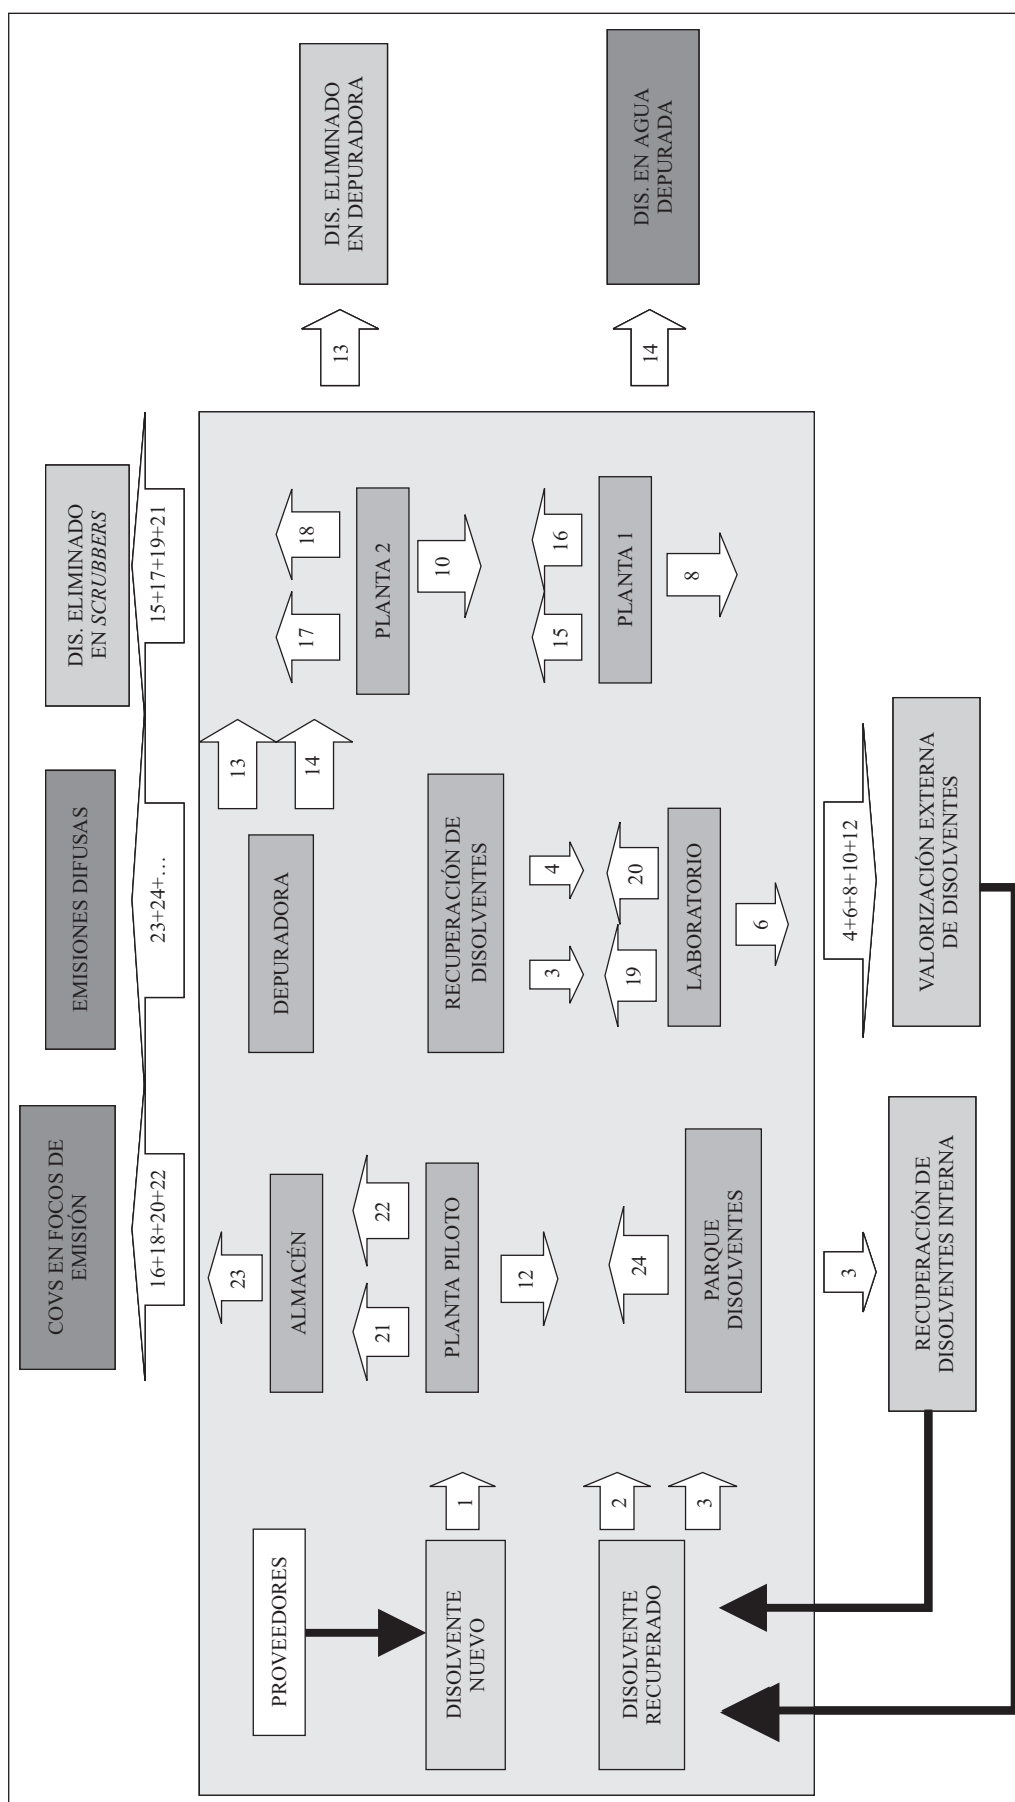 COVS EN FOCOS DE
EMISIÓN
EMISIONES DIFUSAS
DIS. ELIMINADO
EN SCRUBBERS
16+18+20+22
23+24+...
15+17+19+21
PROVEEDORES
23
ALMACÉN
DEPURADORA
13
14
17
18
PLANTA 2
10
13
DIS. ELIMINADO
EN DEPURADORA
DISOLVENTE
NUEVO
1
21
22
PLANTA PILOTO
12
RECUPERACIÓN DE
DISOLVENTES
3
4
15
16
PLANTA 1
8
14
DIS. EN AGUA
DEPURADA
DISOLVENTE
RECUPERADO
2
3
24
PARQUE
DISOLVENTES
19
20
LABORATORIO
6
3
4+6+8+10+12
RECUPERACIÓN DE
DISOLVENTES INTERNA
VALORIZACIÓN EXTERNA
DE DISOLVENTES